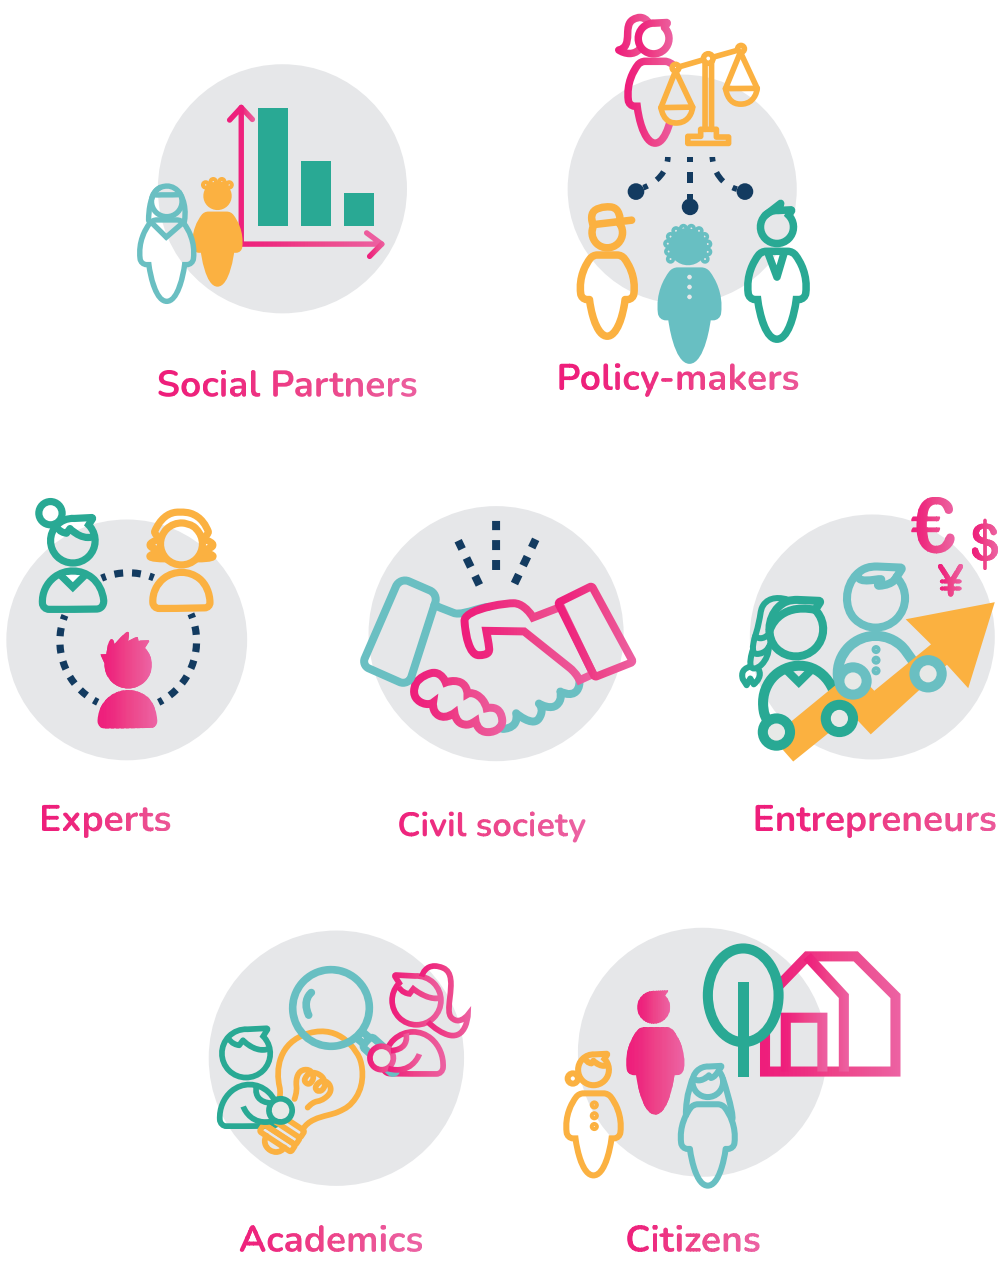 Social Partners
Policy-makers
€
$
¥
Experts
Civil society
Entrepreneurs
Academics
Citizens